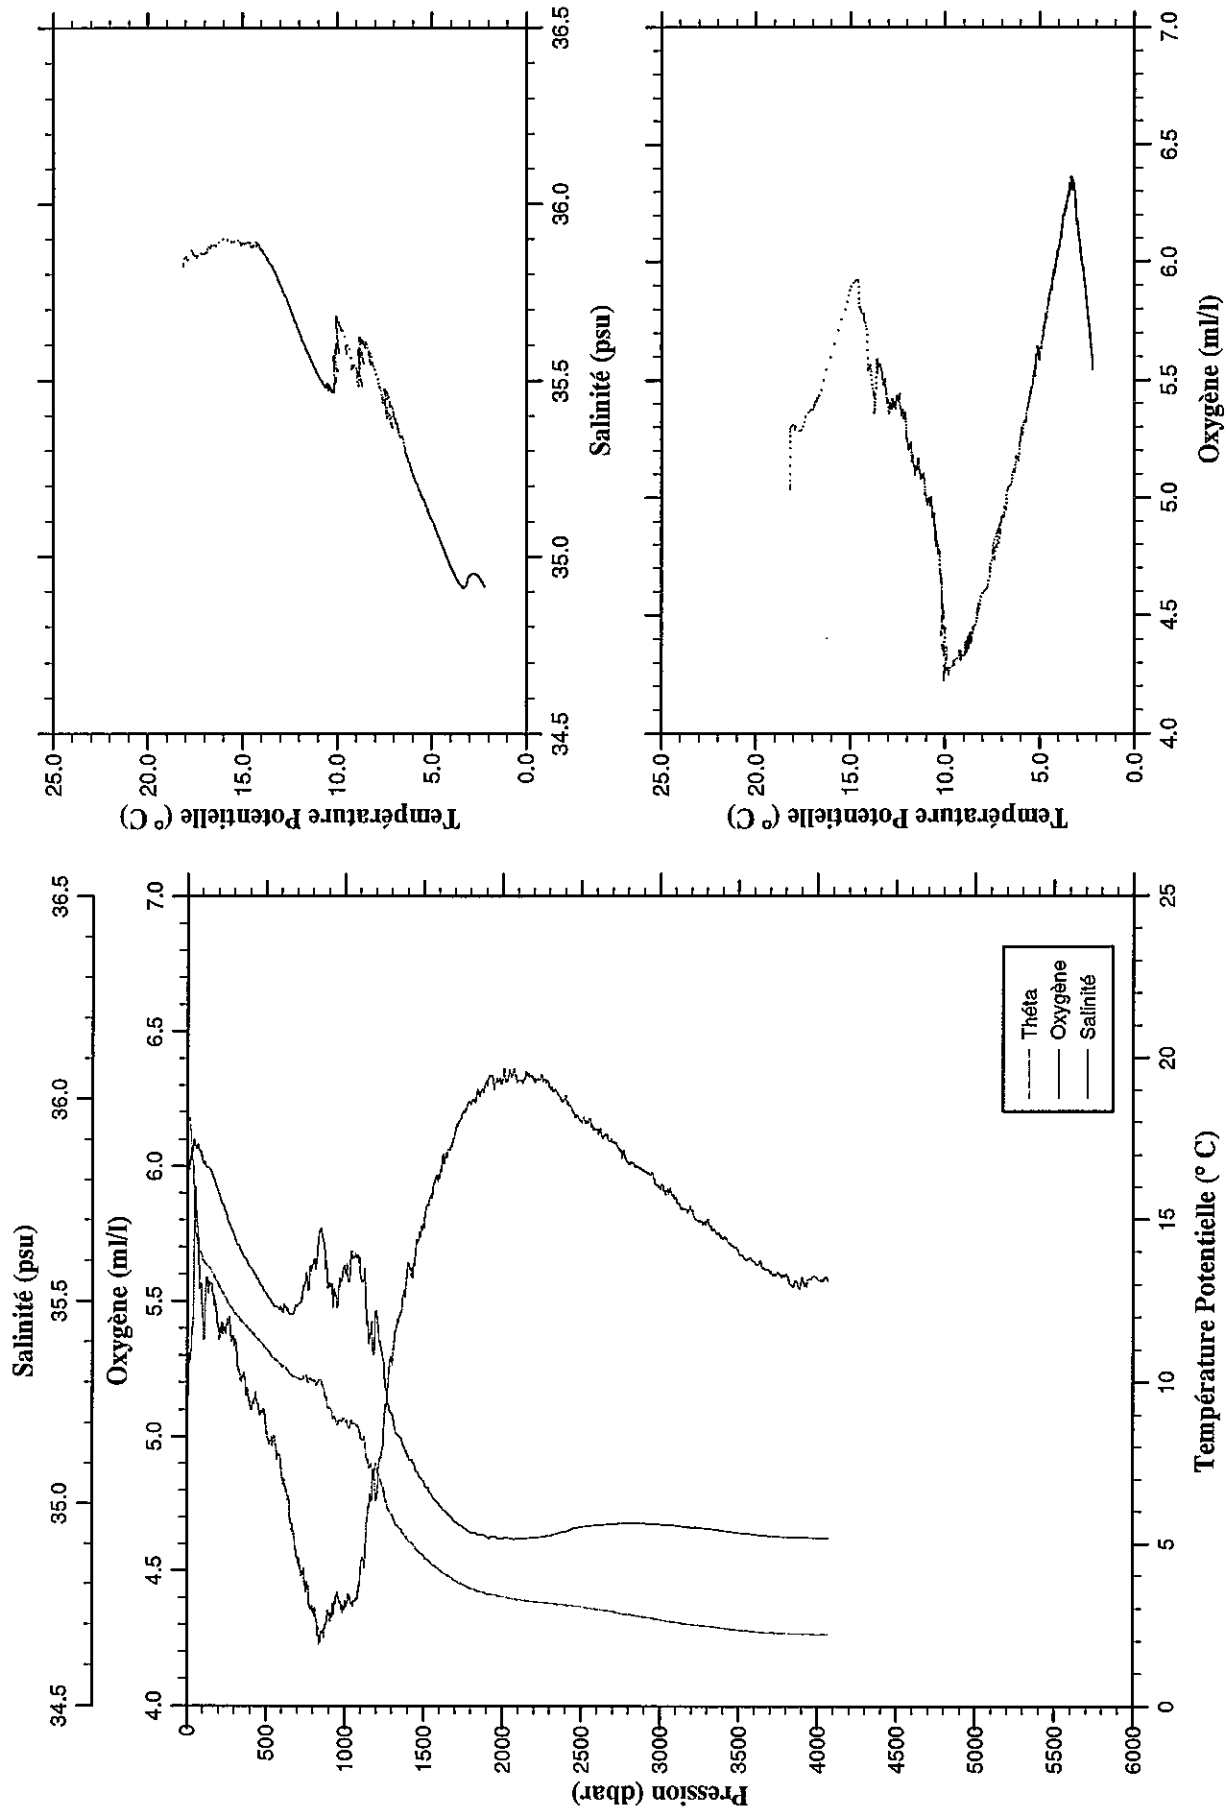 Salinité (psu)
34.5 35.0 35.5 36.0 36.5
Oxygène (ml/l)
4.0 4.5 5.0 5.5 6.0 6.5 7.0
Pression (dbar)
0
500
1000
1500
2000
2500
3000
3500
4000
4500
5000
5500
6000
Théta
Oxygène
Salinité
0 5 10 15 20 25
Température Potentielle (° C)
Température Potentielle (° C)
25.0
20.0
15.0
10.0
5.0
0.0
34.5 35.0 35.5 36.0 36.5
Salinité (psu)
Température Potentielle (° C)
25.0
20.0
15.0
10.0
5.0
0.0
4.0 4.5 5.0 5.5 6.0 6.5 7.0
Oxygène (ml/l)